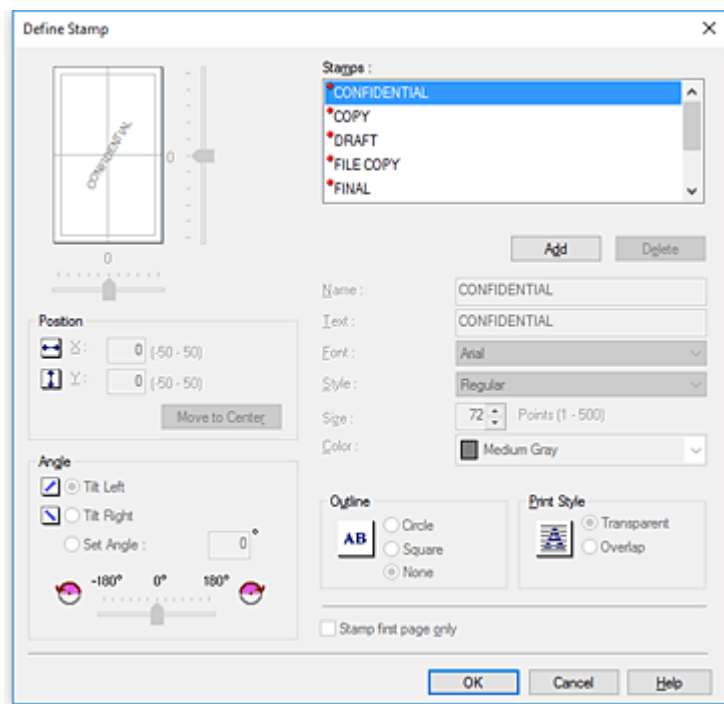 Define Stamp
Stamps :
CONFIDENTIAL
COPY
DRAFT
FILE COPY
FINAL
CONFIDENTIAL
0
0
Add
Delete
Name :
CONFIDENTIAL
Text :
CONFIDENTIAL
Font :
Arial
Style :
Regular
Size :
72
Points (1 - 500)
Color :
Medium Gray
Position
X:
0
(-50 - 50)
Y:
0
(-50 - 50)
Move to Center
Angle
Tilt Left
Tilt Right
Set Angle :
0 °
-180° 0° 180°
Outline
AB
Circle
Square
None
Print Style
Transparent
Overlap
Stamp first page only
OK
Cancel
Help